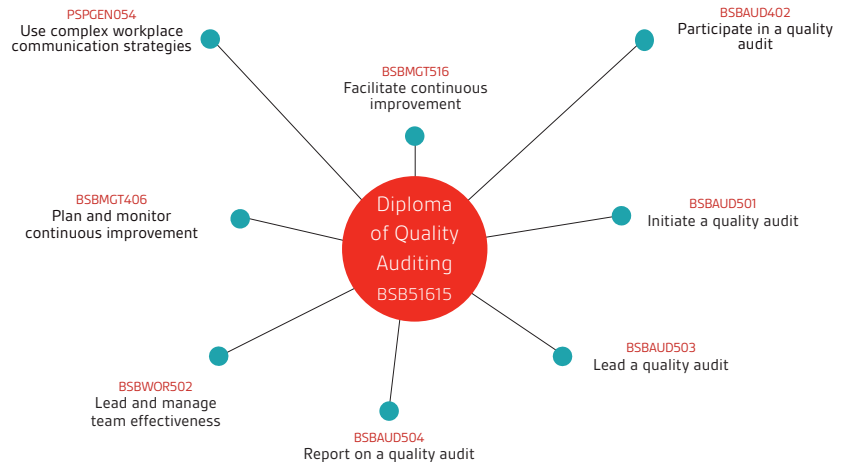 PSPGEN054
Use complex workplace
communication strategies
BSBAUD402
Participate in a quality
audit
BSBMGT516
Facilitate continuous
improvement
BSBMGT406
Plan and monitor
continuous improvement
Diploma
of Quality
Auditing
BSB51615
BSBAUD501
Initiate a quality audit
BSBWOR502
Lead and manage
team effectiveness
BSBAUD503
Lead a quality audit
BSBAUD504
Report on a quality audit